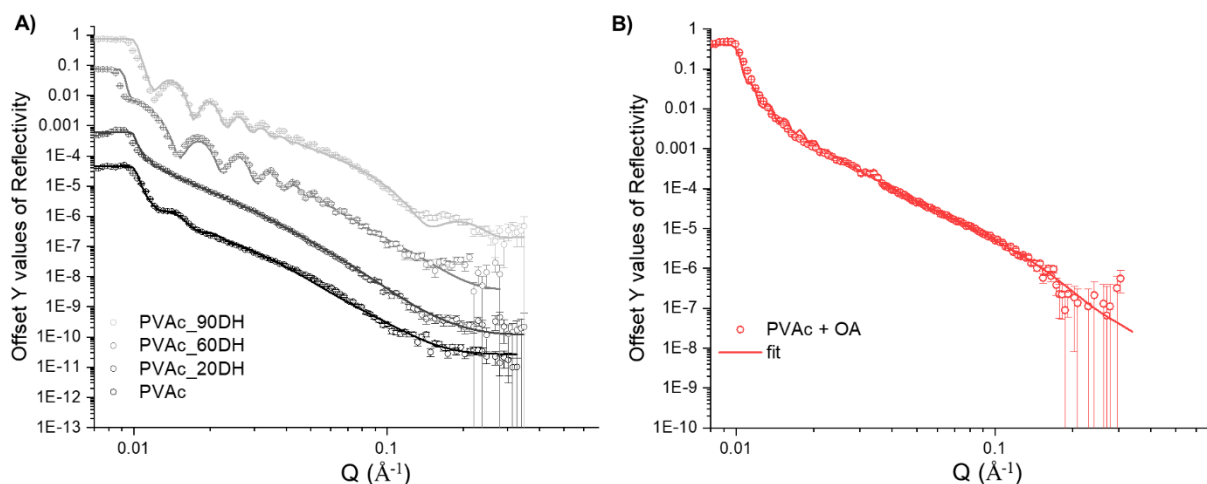 A)
Offset Y values of Reflectivity
1
0.1
0.01
0.001
1E-4
1E-5
1E-6
1E-7
1E-8
1E-9
1E-10
1E-11
1E-12
1E-13
PVAc_90DH
PVAc_60DH
PVAc_20DH
PVAc
0.01
0.1
Q (Å⁻¹)
B)
Offset Y values of Reflectivity
1
0.1
0.01
0.001
1E-4
1E-5
1E-6
1E-7
1E-8
1E-9
1E-10
PVAc + OA
fit
0.01
0.1
Q (Å⁻¹)